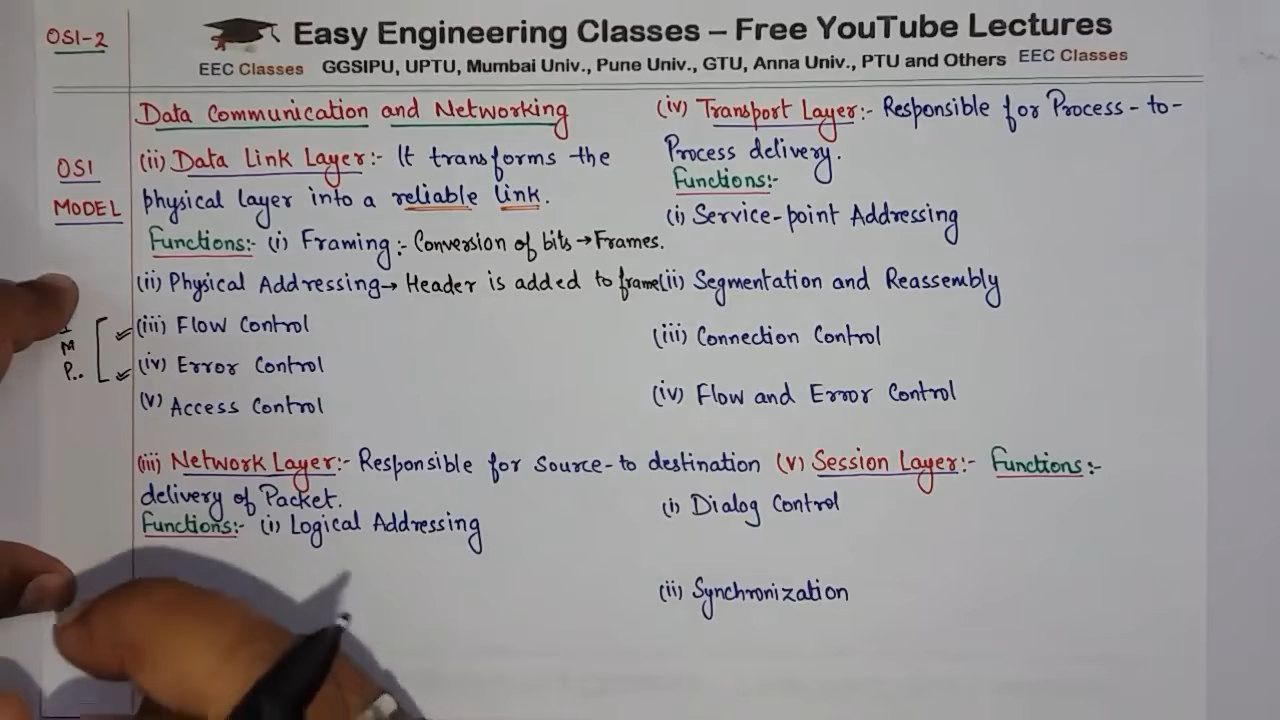 OSI-2
Easy Engineering Classes – Free YouTube Lectures
EEC Classes GGSIPU, UPTU, Mumbai Univ., Pune Univ., GTU, Anna Univ., PTU and Others EEC Classes
OSI
MODEL
Data Communication and Networking
(ii) Data Link Layer:- It transforms the
physical layer into a reliable link.
Functions:- (i) Framing:- Conversion of bits → Frames.
(ii) Physical Addressing → Header is added to frame
I
M
P..
(iii) Flow Control
(iv) Error Control
(v) Access Control
(iii) Network Layer:- Responsible for Source-to destination
delivery of Packet.
Functions:- (i) Logical Addressing
(iv) Transport Layer:- Responsible for Process-to-
Process delivery.
Functions:-
(i) Service-point Addressing
(ii) Segmentation and Reassembly
(iii) Connection Control
(iv) Flow and Error Control
(v) Session Layer:- Functions:-
(i) Dialog Control
(ii) Synchronization